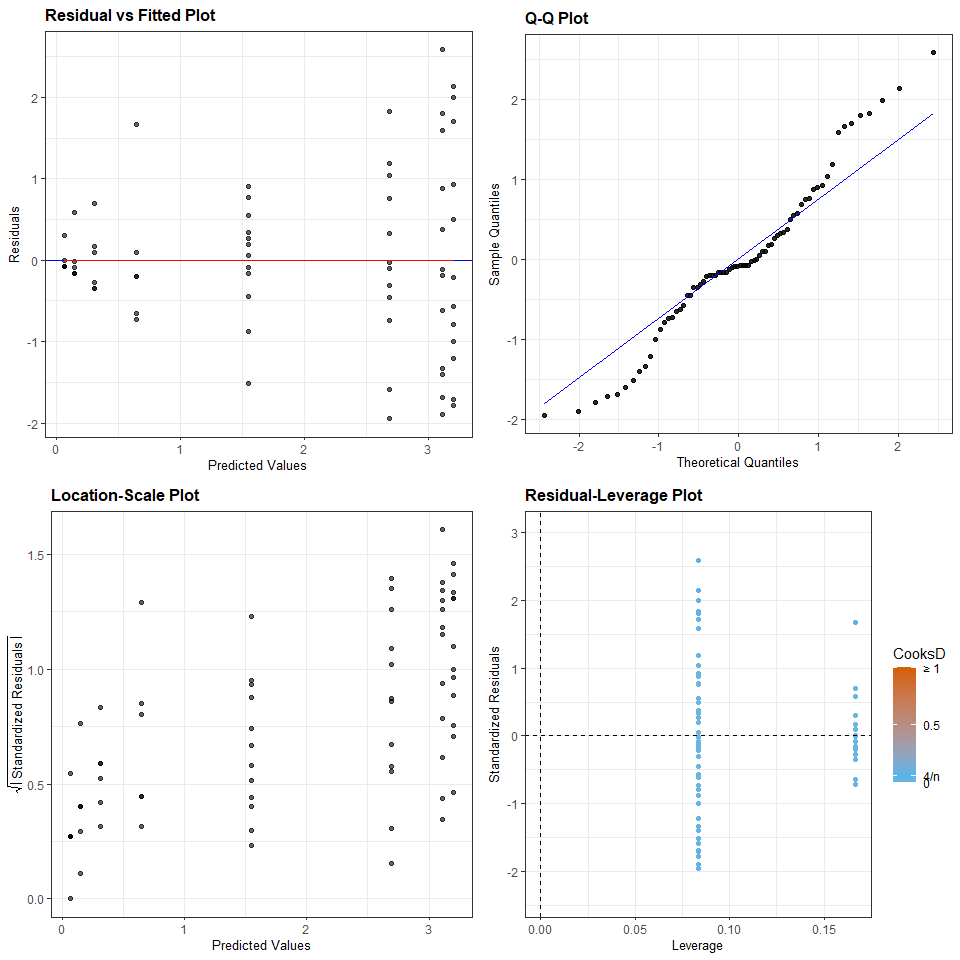 Residual vs Fitted Plot
2
1
0
-1
-2
Residuals
0 1 2 3
Predicted Values
Q-Q Plot
2
1
0
-1
-2
Sample Quantiles
-2 -1 0 1 2
Theoretical Quantiles
Location-Scale Plot
1.5
1.0
0.5
0.0
√| Standardized Residuals |
0 1 2 3
Predicted Values
Residual-Leverage Plot
3
2
1
0
-1
-2
Standardized Residuals
0.00 0.05 0.10 0.15
Leverage
CooksD
≥ 1
0.5
4/n
0